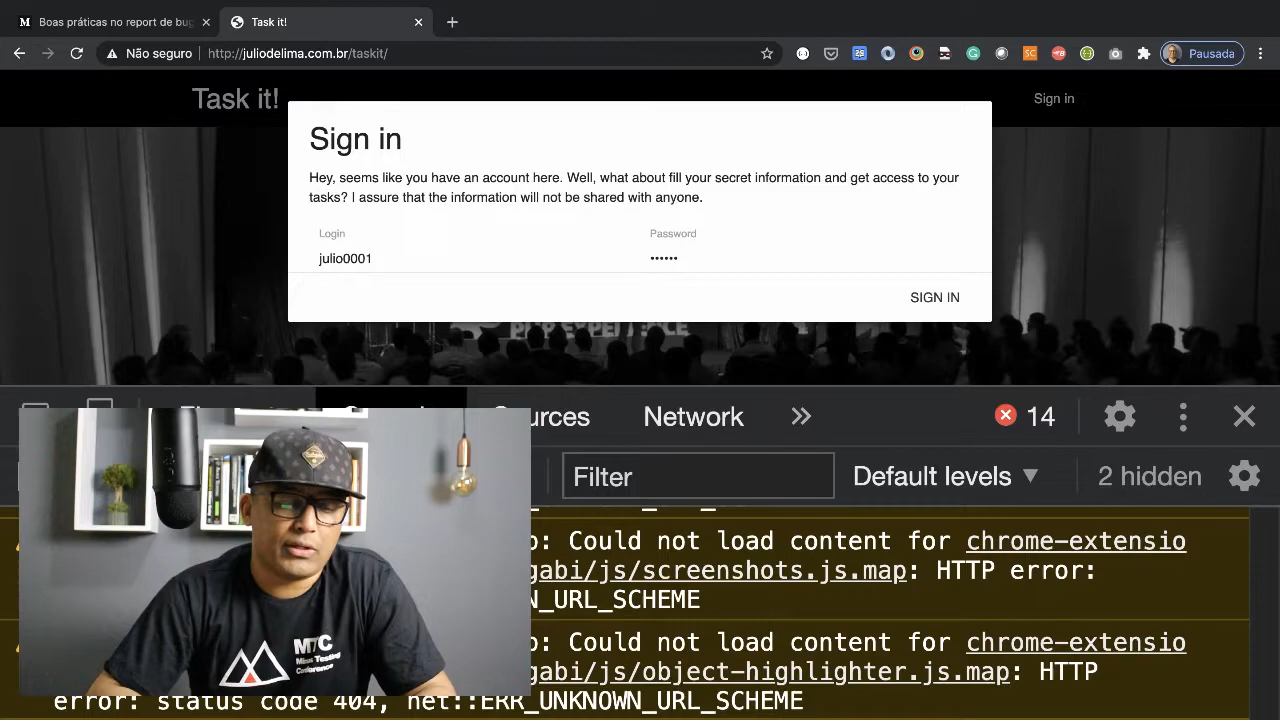 M Boas práticas no report de bug
Task it!
Não seguro
http://juliodelima.com.br/taskit/
Pausada
Task it!
Sign in
Sign in
Hey, seems like you have an account here. Well, what about fill your secret information and get access to your
tasks? I assure that the information will not be shared with anyone.
Login
Password
julio0001
••••••
SIGN IN
Network
14
Filter
Default levels ▼
2 hidden
: Could not load content for chrome-extensio
gabi/js/screenshots.js.map: HTTP error:
N_URL_SCHEME
: Could not load content for chrome-extensio
gabi/js/object-highlighter.js.map: HTTP
error: status code 404, net::ERR_UNKNOWN_URL_SCHEME
MTC
Minas Testing
Conference